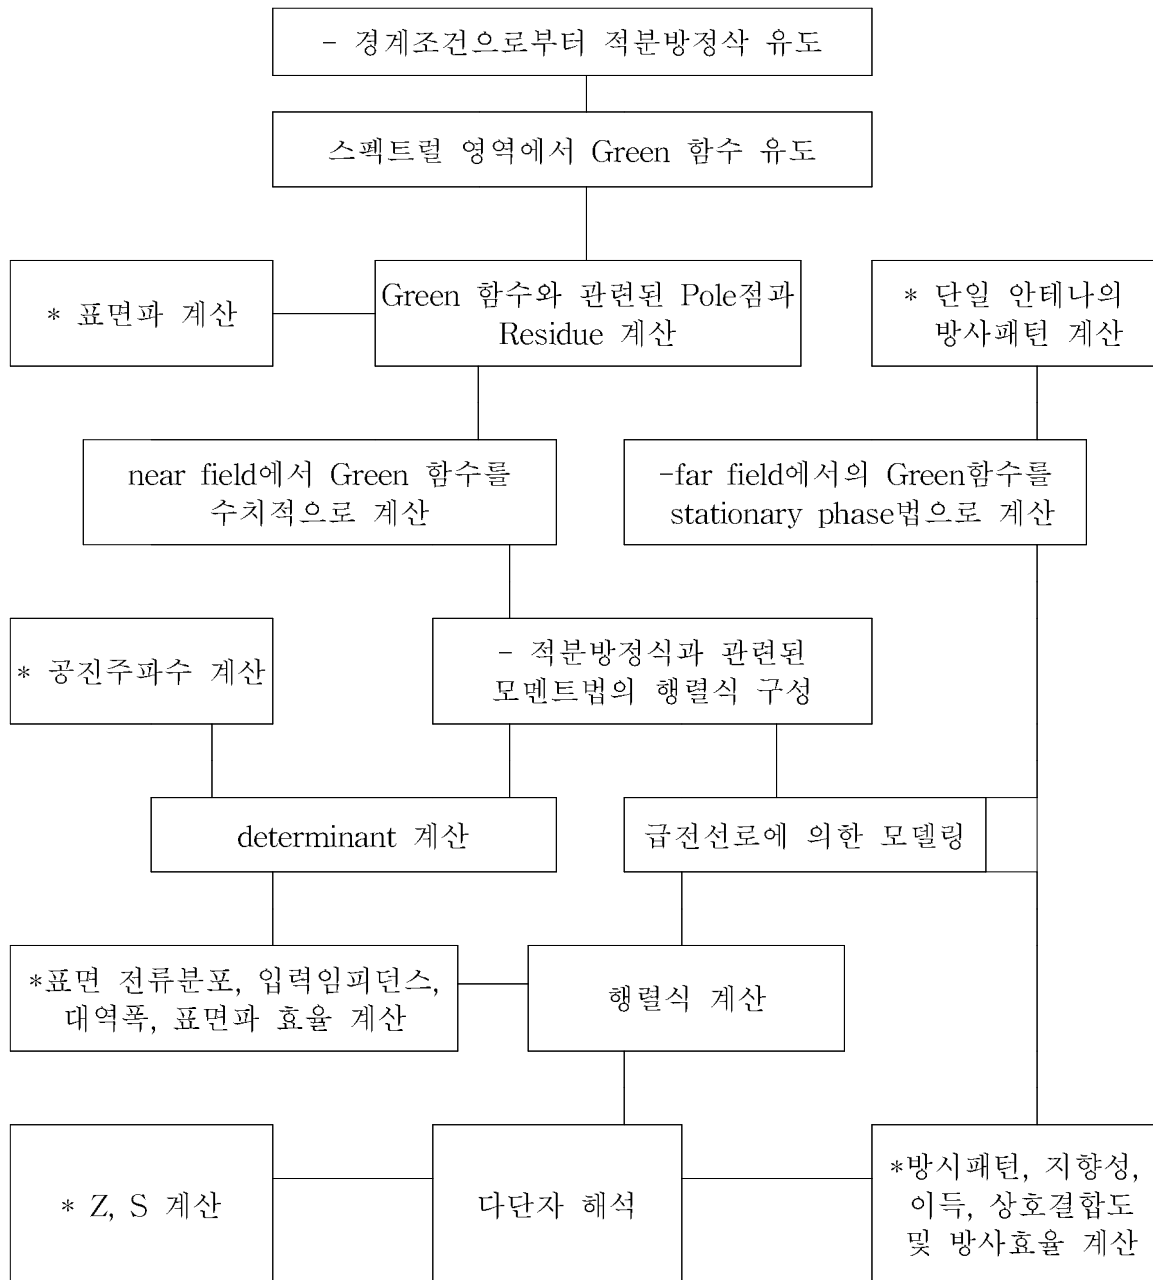 - 경계조건으로부터 적분방정삭 유도
스펙트럴 영역에서 Green 함수 유도
* 표면파 계산
Green 함수와 관련된 Pole점과
Residue 계산
* 단일 안테나의
방사패턴 계산
near field에서 Green 함수를
수치적으로 계산
-far field에서의 Green함수를
stationary phase법으로 계산
* 공진주파수 계산
- 적분방정식과 관련된
모멘트법의 행렬식 구성
determinant 계산
급전선로에 의한 모델링
*표면 전류분포, 입력임피던스,
대역폭, 표면파 효율 계산
행렬식 계산
* Z, S 계산
다단자 해석
*방시패턴, 지향성,
이득, 상호결합도
및 방사효율 계산